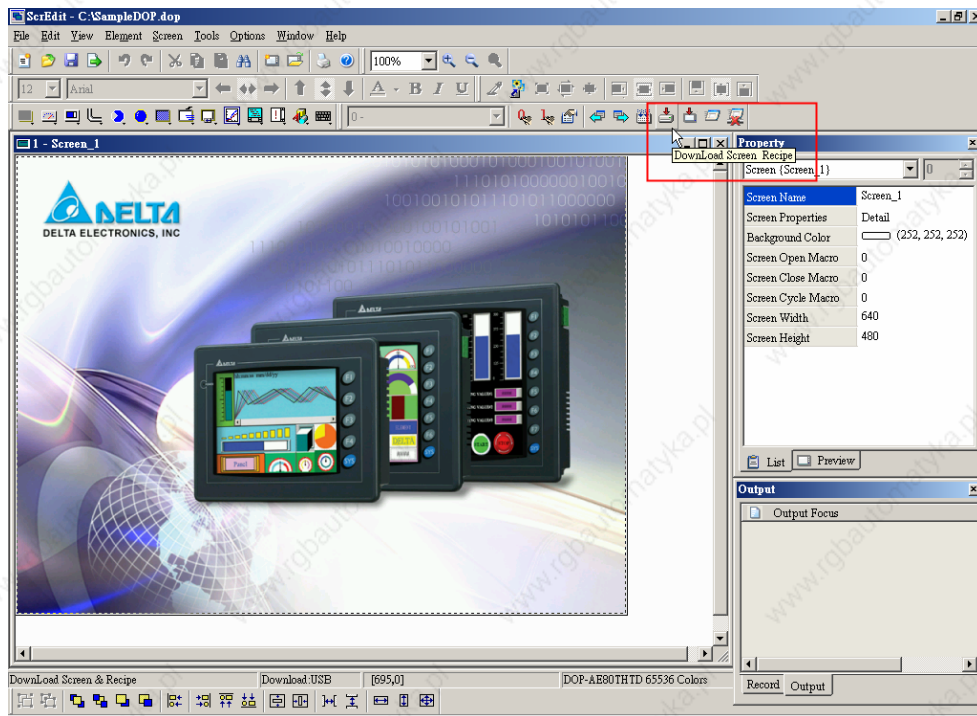 ScrEdit - C:\SampleDOP.dop
File Edit View Element Screen Tools Options Window Help
100%
12 Arial
A B I U
0 -
1 - Screen_1
DownLoad Screen Recipe
DELTA
DELTA ELECTRONICS, INC
Property
Screen {Screen_1} 0
Screen Name Screen_1
Screen Properties Detail
Background Color (252, 252, 252)
Screen Open Macro 0
Screen Close Macro 0
Screen Cycle Macro 0
Screen Width 640
Screen Height 480
List Preview
Output
Output Focus
Record Output
DownLoad Screen & Recipe Download:USB [695,0] DOP-AE80THTD 65536 Colors
www.rgbautomatyka.pl